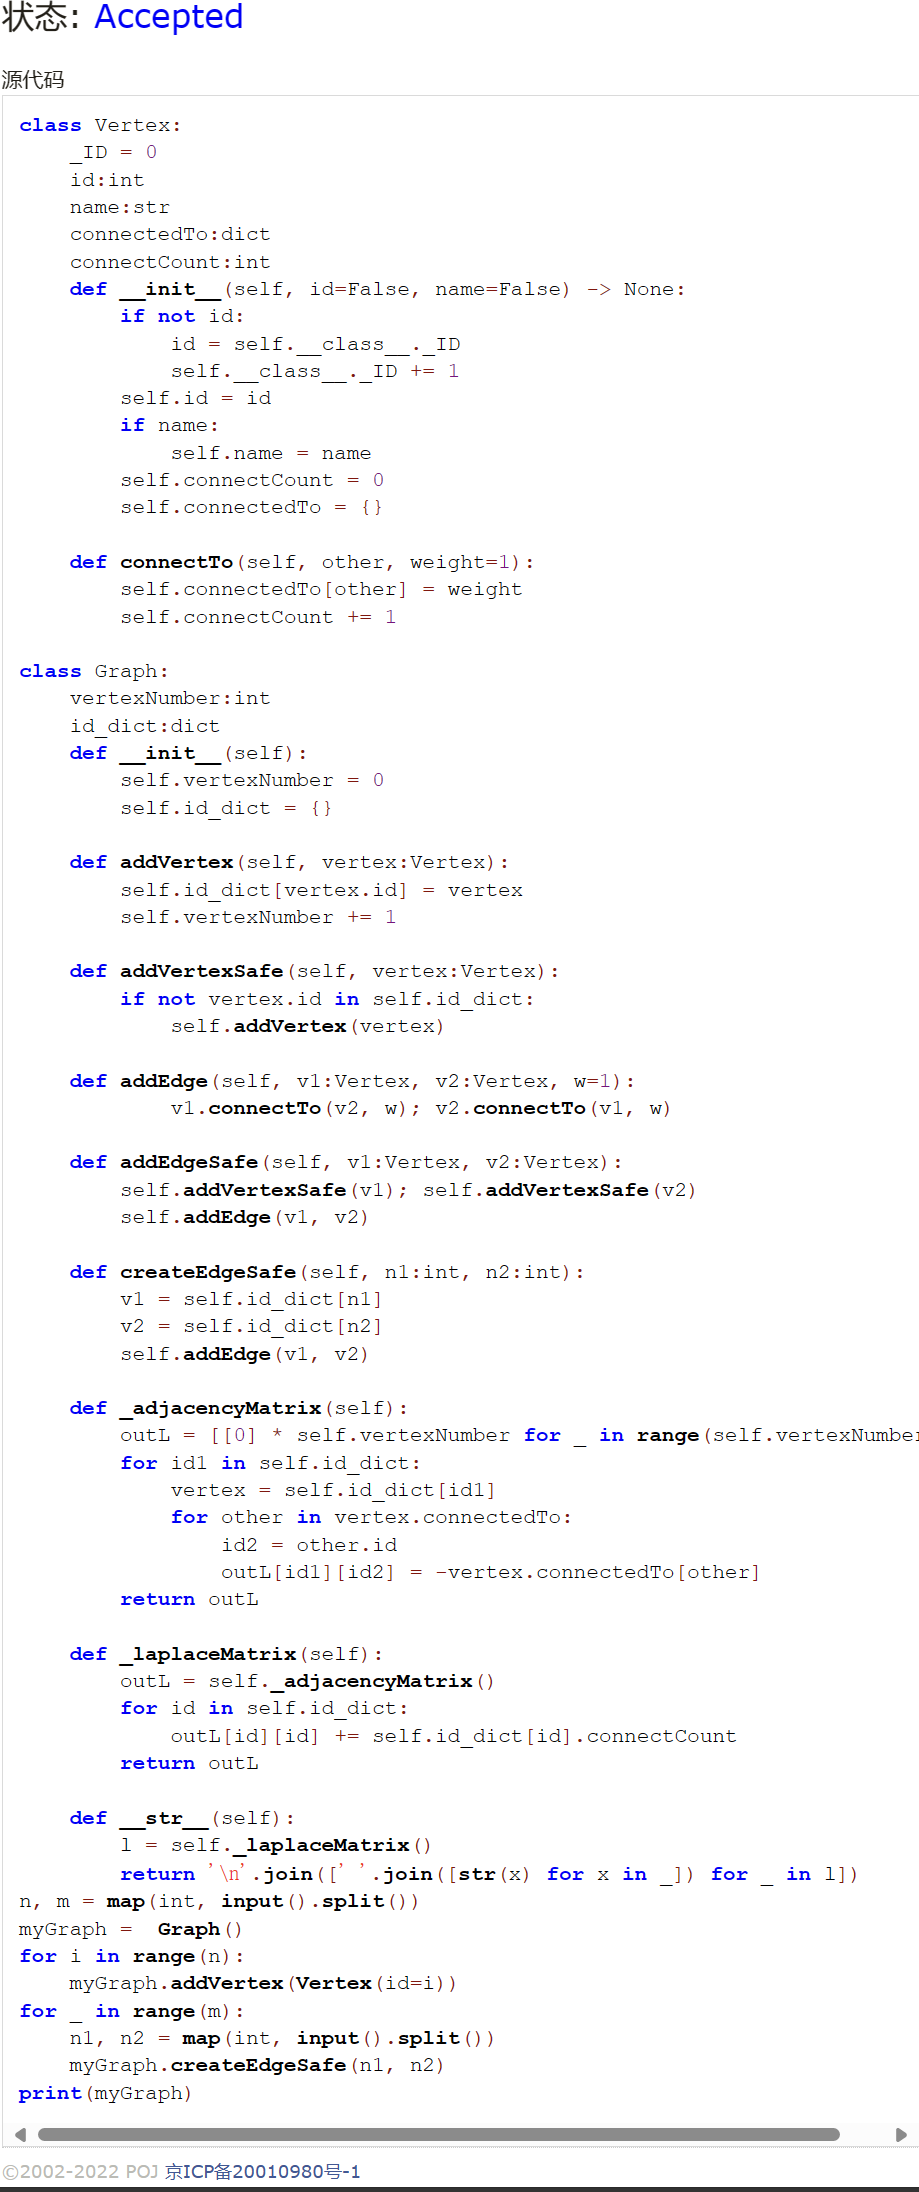 状态: Accepted
源代码
class Vertex:
    _ID = 0
    id:int
    name:str
    connectedTo:dict
    connectCount:int
    def __init__(self, id=False, name=False) -> None:
        if not id:
            id = self.__class__._ID
            self.__class__._ID += 1
        self.id = id
        if name:
            self.name = name
        self.connectCount = 0
        self.connectedTo = {}
    def connectTo(self, other, weight=1):
        self.connectedTo[other] = weight
        self.connectCount += 1
class Graph:
    vertexNumber:int
    id_dict:dict
    def __init__(self):
        self.vertexNumber = 0
        self.id_dict = {}
    def addVertex(self, vertex:Vertex):
        self.id_dict[vertex.id] = vertex
        self.vertexNumber += 1
    def addVertexSafe(self, vertex:Vertex):
        if not vertex.id in self.id_dict:
            self.addVertex(vertex)
    def addEdge(self, v1:Vertex, v2:Vertex, w=1):
            v1.connectTo(v2, w); v2.connectTo(v1, w)
    def addEdgeSafe(self, v1:Vertex, v2:Vertex):
        self.addVertexSafe(v1); self.addVertexSafe(v2)
        self.addEdge(v1, v2)
    def createEdgeSafe(self, n1:int, n2:int):
        v1 = self.id_dict[n1]
        v2 = self.id_dict[n2]
        self.addEdge(v1, v2)
    def _adjacencyMatrix(self):
        outL = [[0] * self.vertexNumber for _ in range(self.vertexNumber
        for id1 in self.id_dict:
            vertex = self.id_dict[id1]
            for other in vertex.connectedTo:
                id2 = other.id
                outL[id1][id2] = -vertex.connectedTo[other]
        return outL
    def _laplaceMatrix(self):
        outL = self._adjacencyMatrix()
        for id in self.id_dict:
            outL[id][id] += self.id_dict[id].connectCount
        return outL
    def __str__(self):
        l = self._laplaceMatrix()
        return '\n'.join([' '.join([str(x) for x in _]) for _ in l])
n, m = map(int, input().split())
myGraph =  Graph()
for i in range(n):
    myGraph.addVertex(Vertex(id=i))
for _ in range(m):
    n1, n2 = map(int, input().split())
    myGraph.createEdgeSafe(n1, n2)
print(myGraph)
©2002-2022 POJ 京ICP备20010980号-1